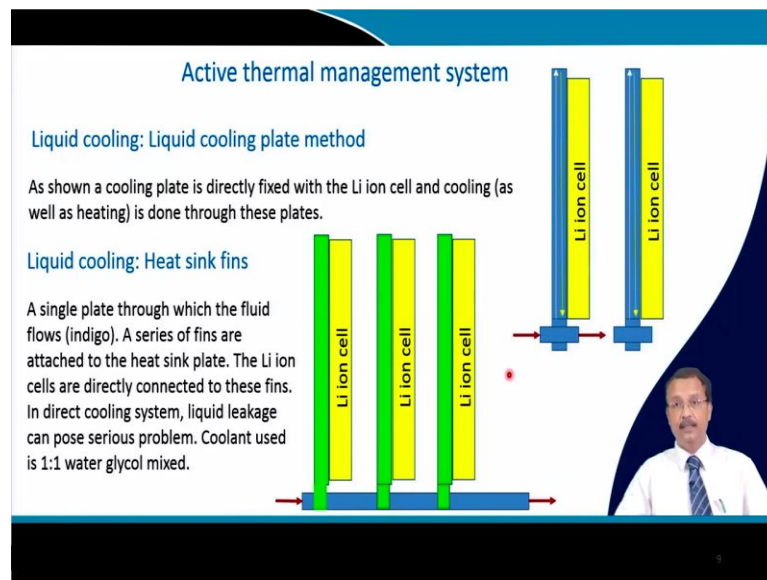 Active thermal management system
Liquid cooling: Liquid cooling plate method
As shown a cooling plate is directly fixed with the Li ion cell and cooling (as
well as heating) is done through these plates.
Li ion cell
Li ion cell
Liquid cooling: Heat sink fins
A single plate through which the fluid
flows (indigo). A series of fins are
attached to the heat sink plate. The Li ion
cells are directly connected to these fins.
In direct cooling system, liquid leakage
can pose serious problem. Coolant used
is 1:1 water glycol mixed.
Li ion cell
Li ion cell
Li ion cell
9